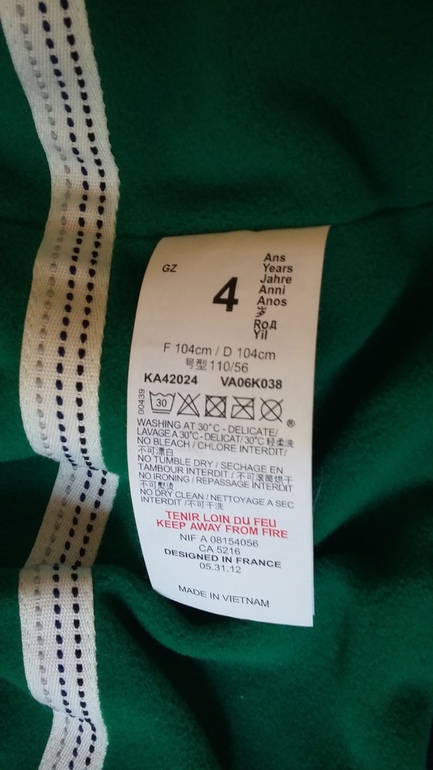 GZ
4
Ans
Years
Jahre
Anni
Anos
岁
Год
Yil
F 104cm / D 104cm
号型 110/56
KA42024 VA06K038
00439
30
®
WASHING AT 30°C - DELICATE/
LAVAGE A 30°C - DELICAT/ 30°C 轻柔洗
NO BLEACH / CHLORE INTERDIT/
不可漂白
NO TUMBLE DRY / SECHAGE EN
TAMBOUR INTERDIT / 不可滚筒烘干
NO IRONING / REPASSAGE INTERDIT
不可熨烫
NO DRY CLEAN / NETTOYAGE A SEC
INTERDIT /不可干洗
TENIR LOIN DU FEU
KEEP AWAY FROM FIRE
NIF A 08154056
CA 5216
DESIGNED IN FRANCE
05.31.12
MADE IN VIETNAM